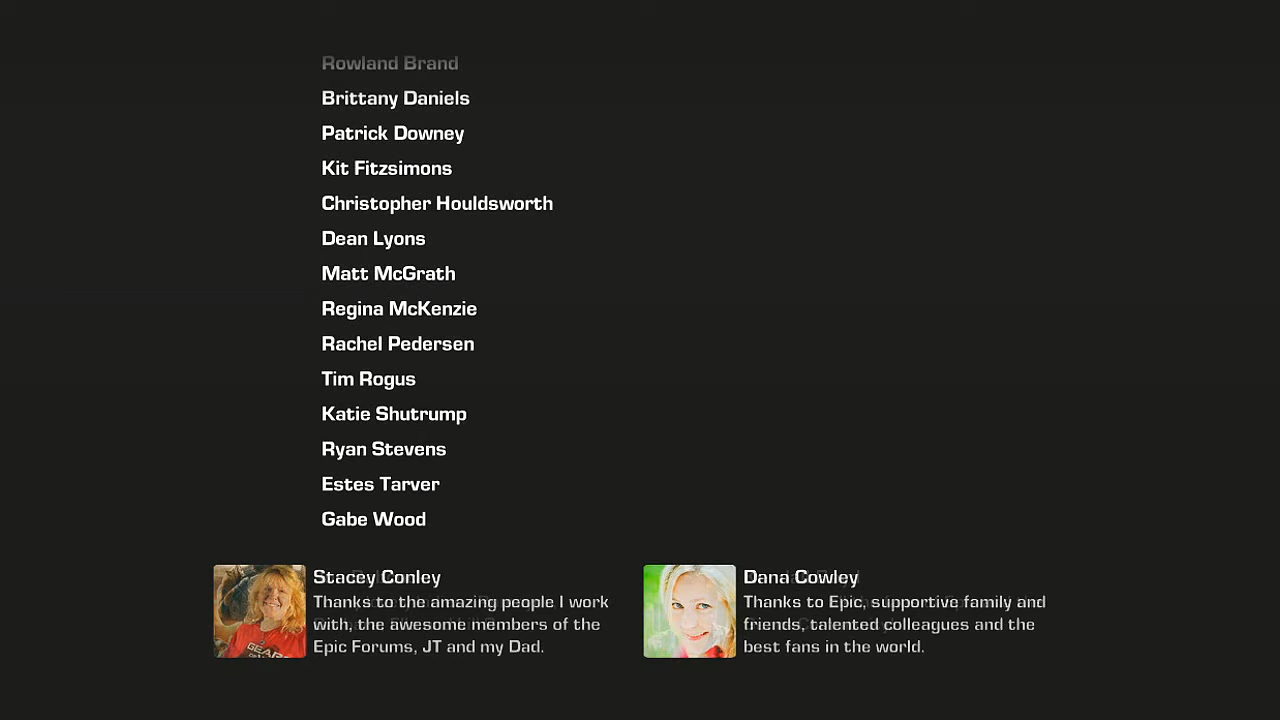 Rowland Brand
Brittany Daniels
Patrick Downey
Kit Fitzsimons
Christopher Houldsworth
Dean Lyons
Matt McGrath
Regina McKenzie
Rachel Pedersen
Tim Rogus
Katie Shutrump
Ryan Stevens
Estes Tarver
Gabe Wood
Stacey Conley
Thanks to the amazing people I work
with, the awesome members of the
Epic Forums, JT and my Dad.
GEARS
Dana Cowley
Thanks to Epic, supportive family and
friends, talented colleagues and the
best fans in the world.